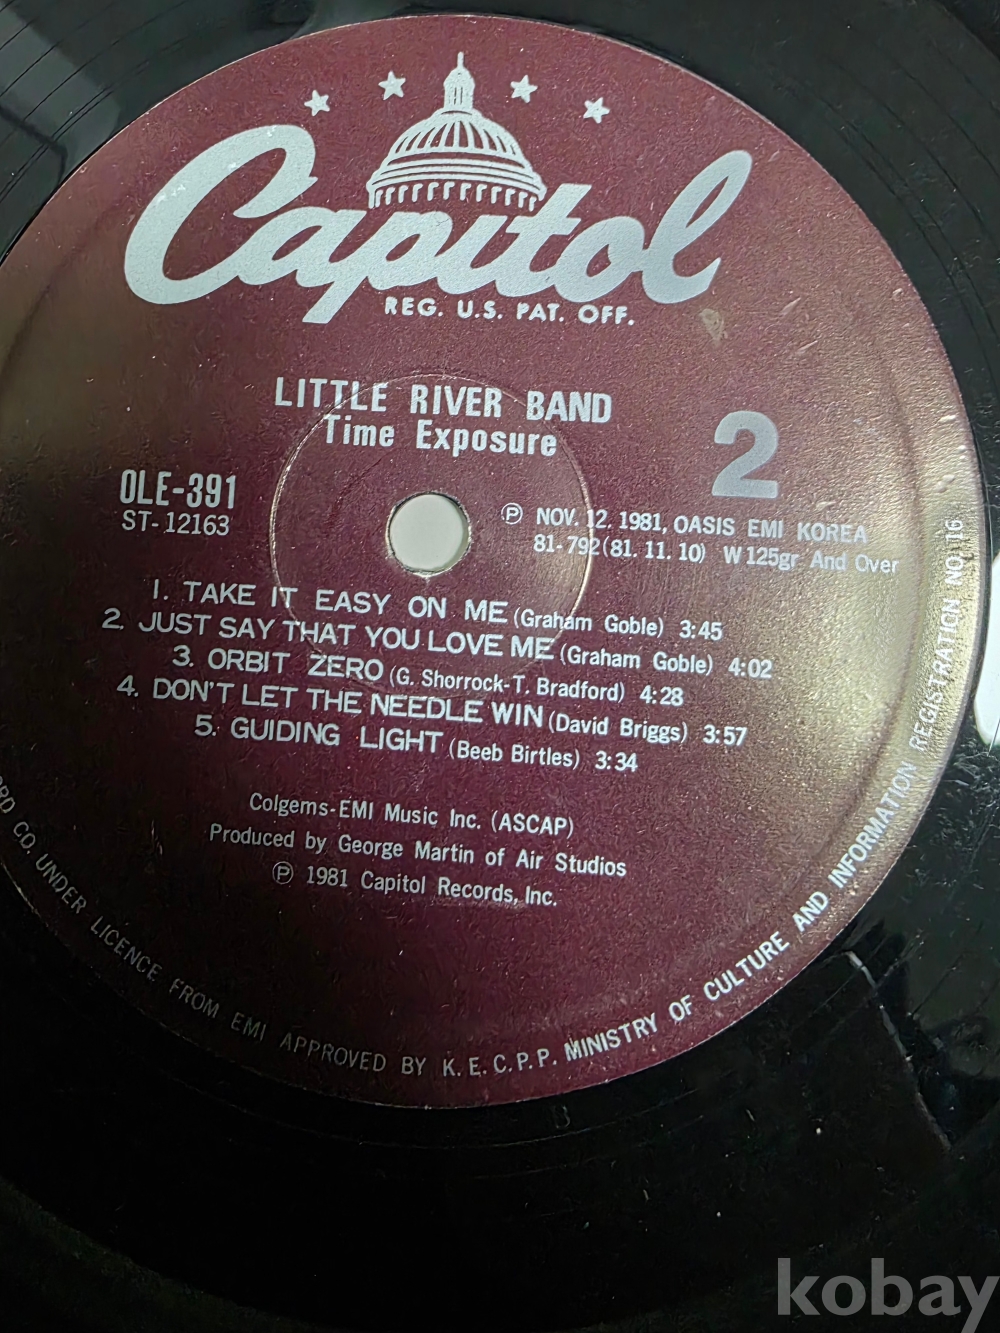 Capitol
REG. U.S. PAT. OFF.
LITTLE RIVER BAND
Time Exposure
2
OLE-391
ST-12163
Ⓟ NOV. 12. 1981, OASIS EMI KOREA
81-792(81. 11. 10) W125gr And Over
1. TAKE IT EASY ON ME (Graham Goble) 3:45
2. JUST SAY THAT YOU LOVE ME (Graham Goble) 4:02
3. ORBIT ZERO (G. Shorrock-T. Bradford) 4:28
4. DON'T LET THE NEEDLE WIN (David Briggs) 3:57
5. GUIDING LIGHT (Beeb Birtles) 3:34
Colgems-EMI Music Inc. (ASCAP)
Produced by George Martin of Air Studios
Ⓟ 1981 Capitol Records, Inc.
CO. UNDER LICENCE FROM EMI APPROVED BY K. E. C. P. P. MINISTRY OF CULTURE AND INFORMATION REGISTRATION NO. 16
B
kobay